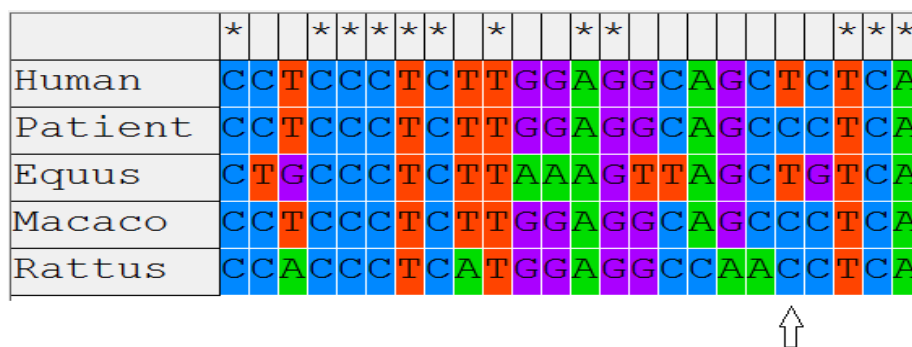 * * * * * * * * * * * *
Human CCTCCCTCTTGGAGGCAGCTCTCA
Patient CCTCCCTCTTGGAGGCAGCCCTCA
Equus CTGCCCTCTTAAAGTTAGCTGTCA
Macaco CCTCCCTCTTGGAGGCAGCCCTCA
Rattus CCACCCTCATGGAGGCCAACCTCA